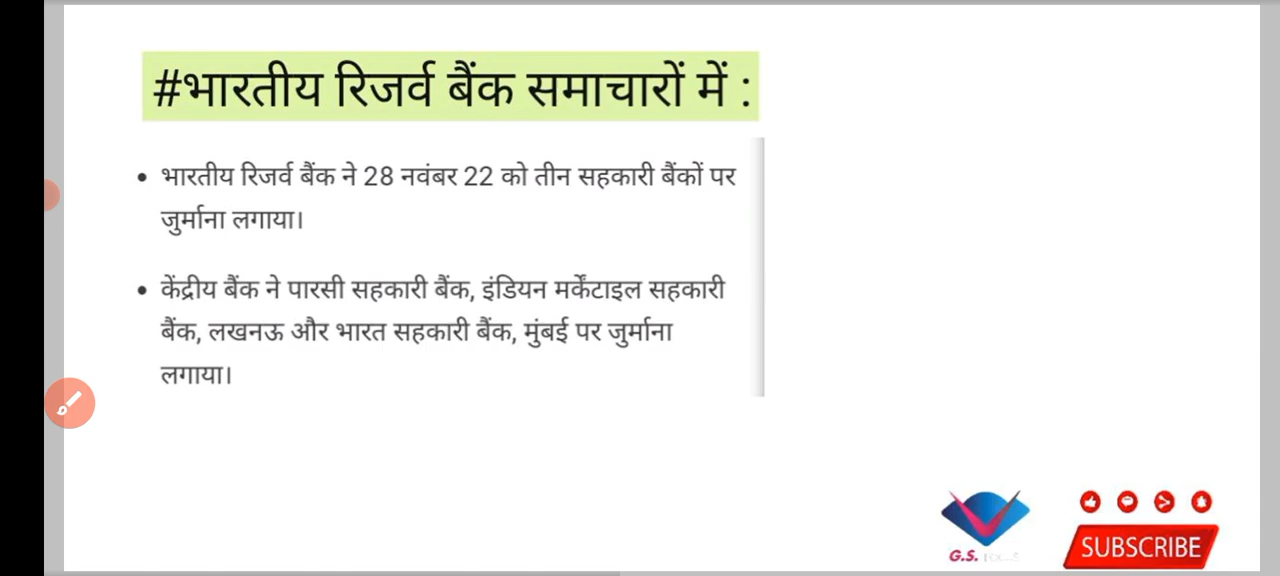 #भारतीय रिजर्व बैंक समाचारों में :
• भारतीय रिजर्व बैंक ने 28 नवंबर 22 को तीन सहकारी बैंकों पर
जुर्माना लगाया।
• केंद्रीय बैंक ने पारसी सहकारी बैंक, इंडियन मर्केंटाइल सहकारी
बैंक, लखनऊ और भारत सहकारी बैंक, मुंबई पर जुर्माना
लगाया।
G.S.
SUBSCRIBE